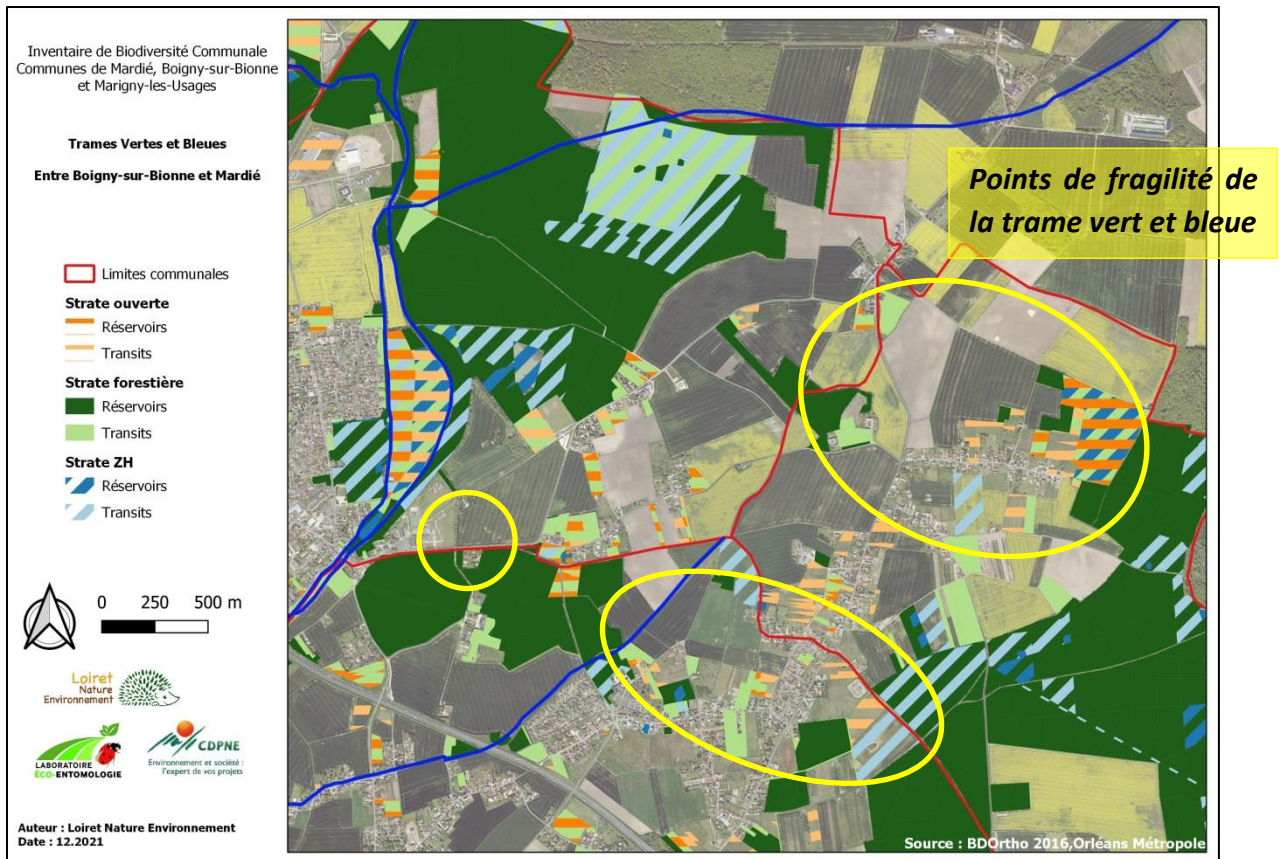 Inventaire de Biodiversité Communale
Communes de Mardié, Boigny-sur-Bionne
et Marigny-les-Usages
Trames Vertes et Bleues
Entre Boigny-sur-Bionne et Mardié
Limites communales
Strate ouverte
Réservoirs
Transits
Strate forestière
Réservoirs
Transits
Strate ZH
Réservoirs
Transits
0 250 500 m
Loiret
Nature
Environnement
LABORATOIRE
ÉCO-ENTOMOLOGIE
CDPNE
Environnement et société :
l'expert de vos projets
Auteur : Loiret Nature Environnement
Date : 12.2021
Points de fragilité de
la trame vert et bleue
Source : BDOrtho 2016,Orléans Métropole